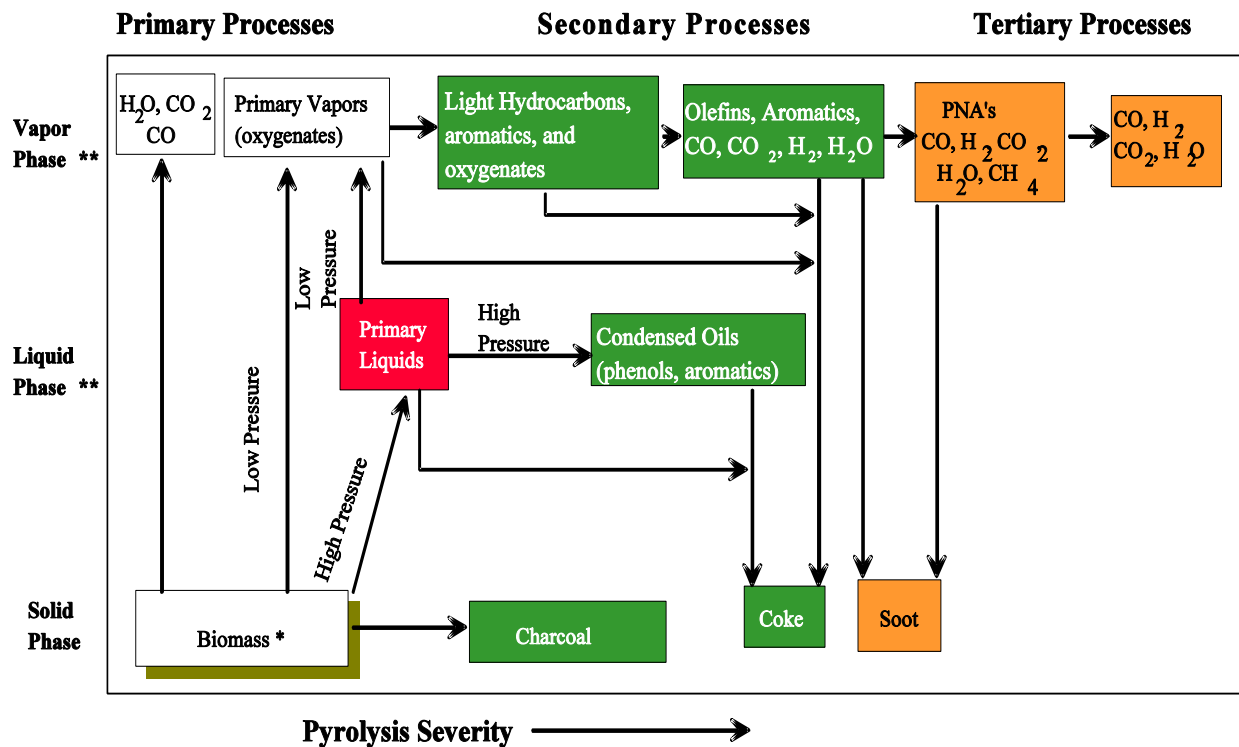 Primary Processes
Secondary Processes
Tertiary Processes
Vapor
Phase **
H2O, CO2
CO
Primary Vapors
(oxygenates)
Light Hydrocarbons,
aromatics, and
oxygenates
Olefins, Aromatics,
CO, CO2, H2, H2O
PNA's
CO, H2 CO2
H2O, CH4
CO, H2
CO2, H2O
Low
Pressure
Liquid
Phase **
Primary
Liquids
High
Pressure
Condensed Oils
(phenols, aromatics)
Low Pressure
High Pressure
Solid
Phase
Biomass *
Charcoal
Coke
Soot
Pyrolysis Severity